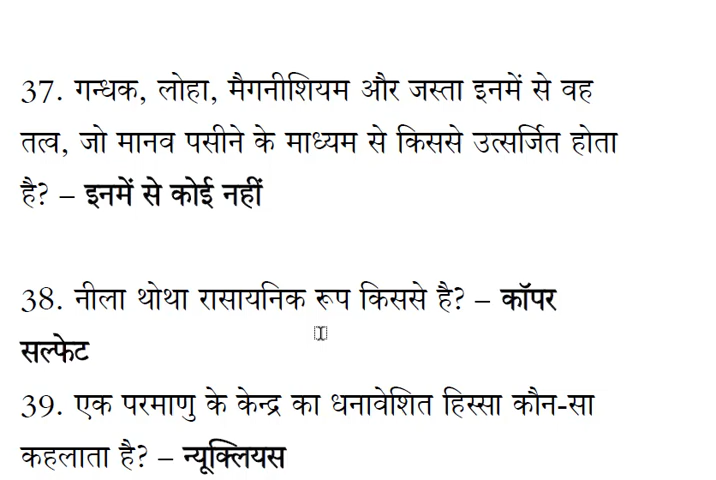 37. गन्धक, लोहा, मैगनीशियम और जस्ता इनमें से वह
तत्व, जो मानव पसीने के माध्यम से किससे उत्सर्जित होता
है? – इनमें से कोई नहीं
38. नीला थोथा रासायनिक रूप किससे है? – कॉपर
सल्फेट
39. एक परमाणु के केन्द्र का धनावेशित हिस्सा कौन-सा
कहलाता है? – न्यूक्लियस